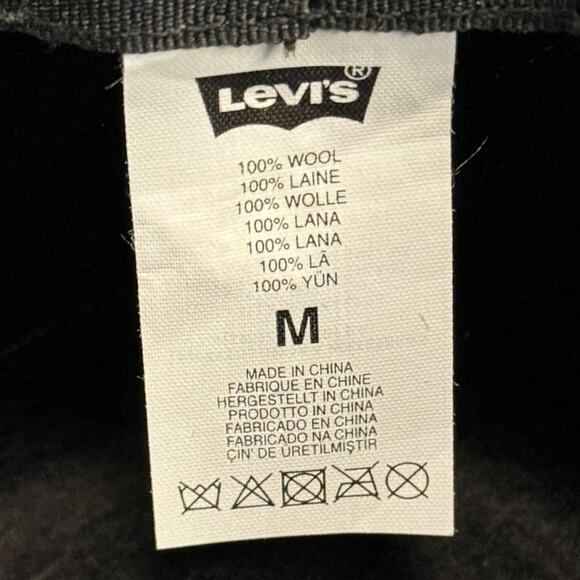 Levi's®
100% WOOL
100% LAINE
100% WOLLE
100% LANA
100% LANA
100% LÃ
100% YÜN
M
MADE IN CHINA
FABRIQUE EN CHINE
HERGESTELLT IN CHINA
PRODOTTO IN CHINA
FABRICADO EN CHINA
FABRICADO NA CHINA
ÇIN' DE ÜRETILMIŞTIR